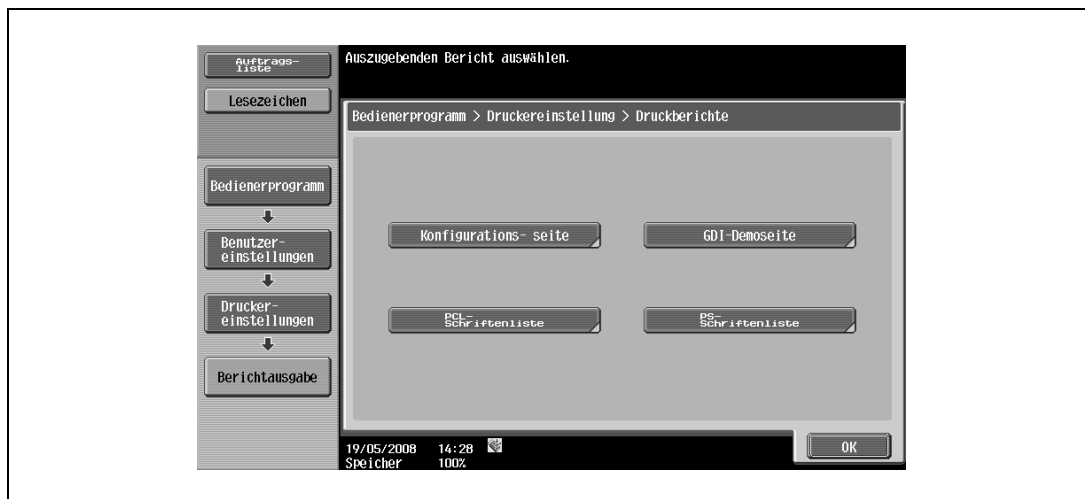 Auftrags-
liste
Lesezeichen
Bedienerprogramm
Benutzer-
einstellungen
Drucker-
einstellungen
Berichtausgabe
Auszugebenden Bericht auswählen.
Bedienerprogramm > Druckereinstellung > Druckberichte
Konfigurations- seite
GDI-Demoseite
PCL-
Schriftenliste
PS-
Schriftenliste
19/05/2008 14:28
Speicher 100%
OK